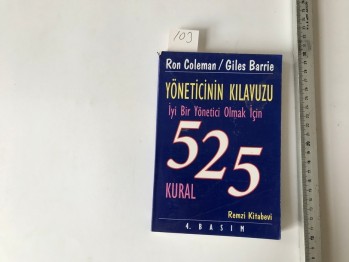 109
Ron Coleman / Giles Barrie
YÖNETİCİNİN KILAVUZU
İyi Bir Yönetici Olmak İçin
525
KURAL
Remzi Kitabevi
4. BASIM